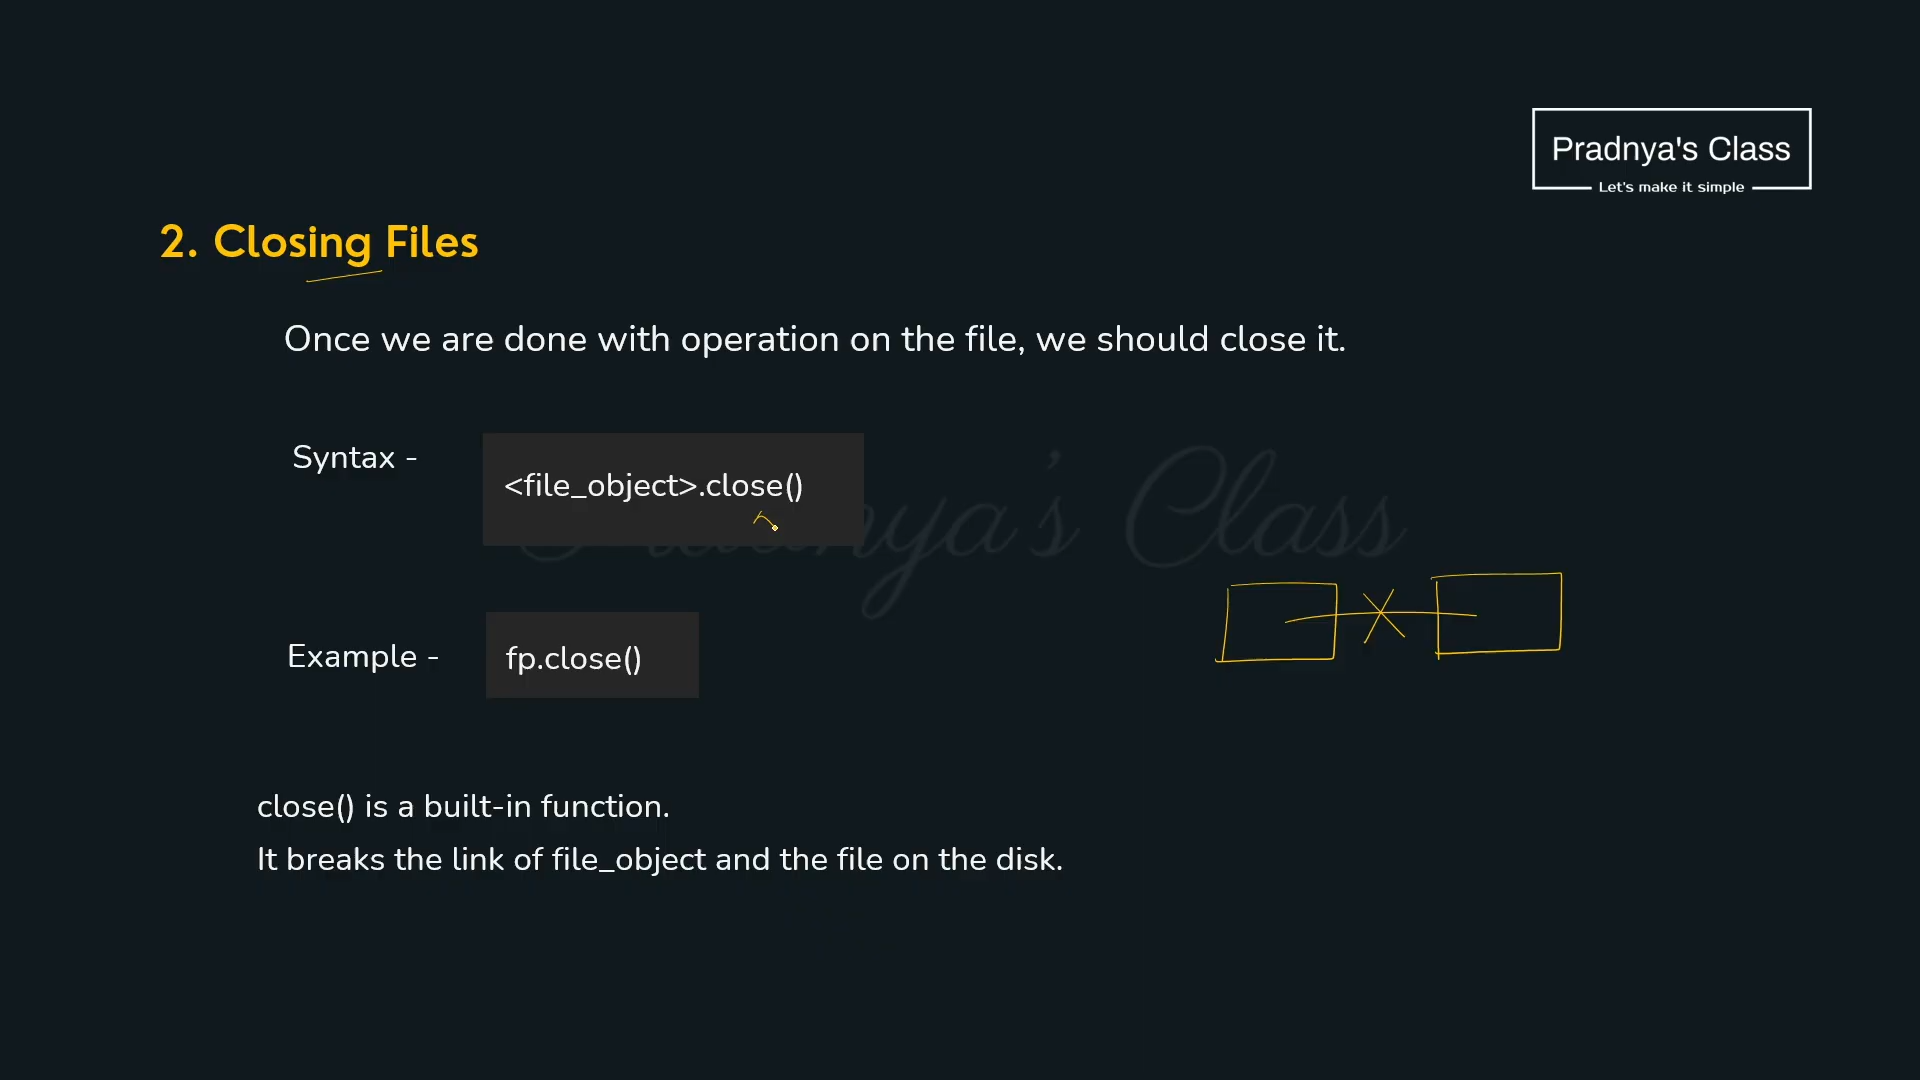 Pradnya's Class
Let's make it simple
2. Closing Files
Once we are done with operation on the file, we should close it.
Syntax -
<file_object>.close()
Pradnya's Class
Example -
fp.close()
close() is a built-in function.
It breaks the link of file_object and the file on the disk.